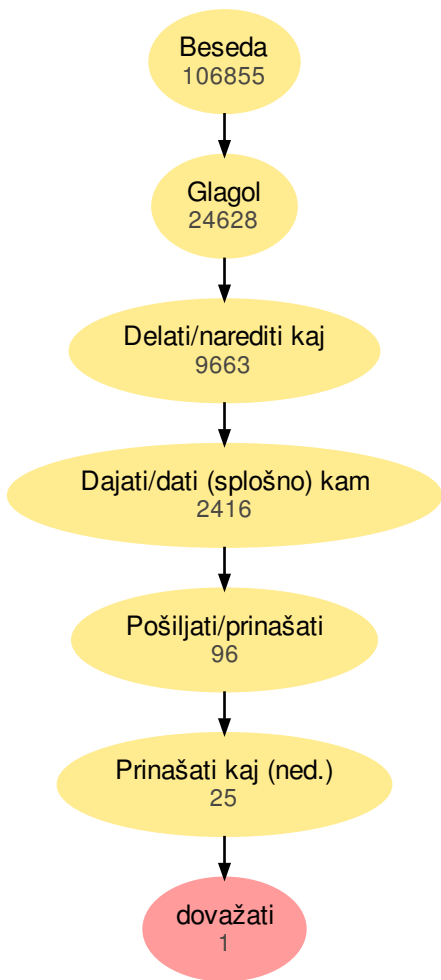 Beseda
106855
Glagol
24628
Delati/narediti kaj
9663
Dajati/dati (splošno) kam
2416
Pošiljati/prinašati
96
Prinašati kaj (ned.)
25
dovažati
1